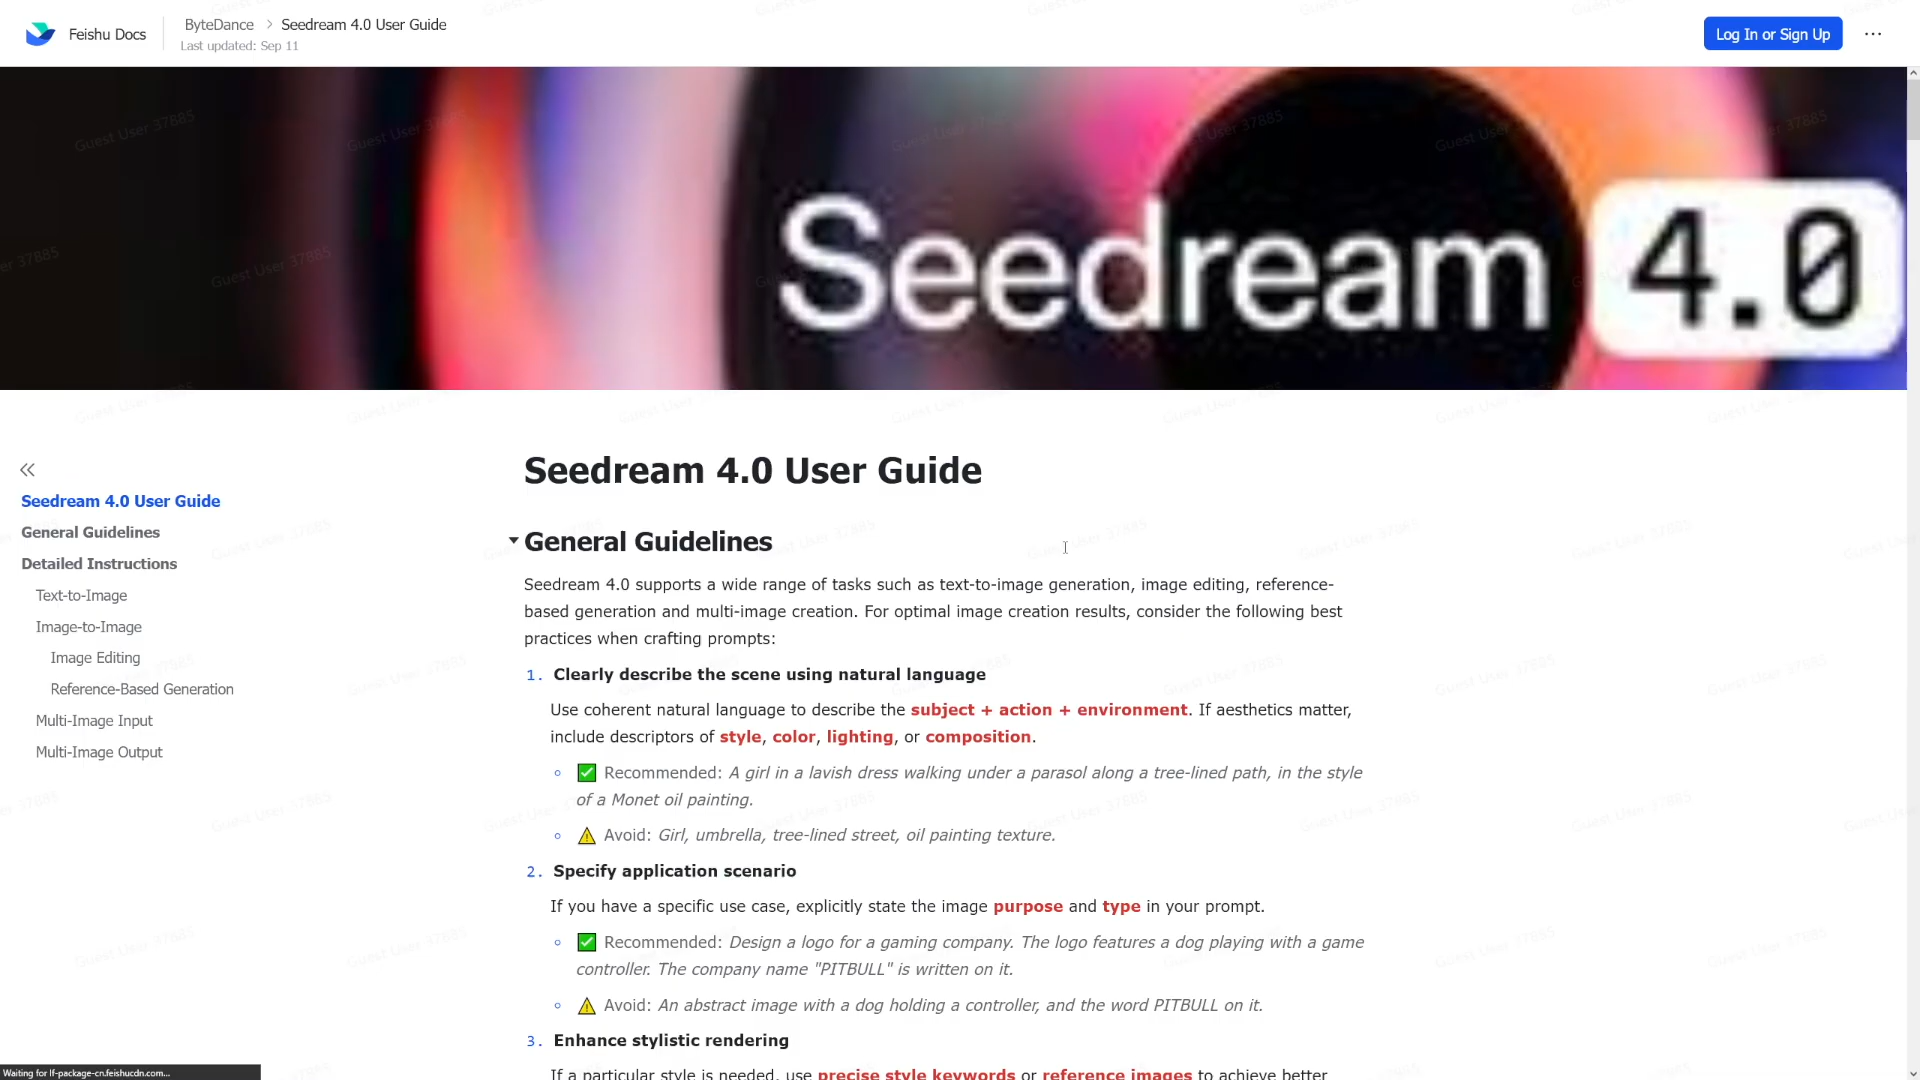 Feishu Docs
ByteDance > Seedream 4.0 User Guide
Last updated: Sep 11
Log In or Sign Up
Seedream 4.0
Seedream 4.0 User Guide
General Guidelines
Detailed Instructions
Text-to-Image
Image-to-Image
Image Editing
Reference-Based Generation
Multi-Image Input
Multi-Image Output
Seedream 4.0 User Guide
General Guidelines
Seedream 4.0 supports a wide range of tasks such as text-to-image generation, image editing, reference-
based generation and multi-image creation. For optimal image creation results, consider the following best
practices when crafting prompts:
1. Clearly describe the scene using natural language
Use coherent natural language to describe the subject + action + environment. If aesthetics matter,
include descriptors of style, color, lighting, or composition.
✅ Recommended: A girl in a lavish dress walking under a parasol along a tree-lined path, in the style
of a Monet oil painting.
⚠️ Avoid: Girl, umbrella, tree-lined street, oil painting texture.
2. Specify application scenario
If you have a specific use case, explicitly state the image purpose and type in your prompt.
✅ Recommended: Design a logo for a gaming company. The logo features a dog playing with a game
controller. The company name "PITBULL" is written on it.
⚠️ Avoid: An abstract image with a dog holding a controller, and the word PITBULL on it.
3. Enhance stylistic rendering
If a particular style is needed, use precise style keywords or reference images to achieve better
Waiting for lf-package-cn.feishucdn.com...
Guest User 37885